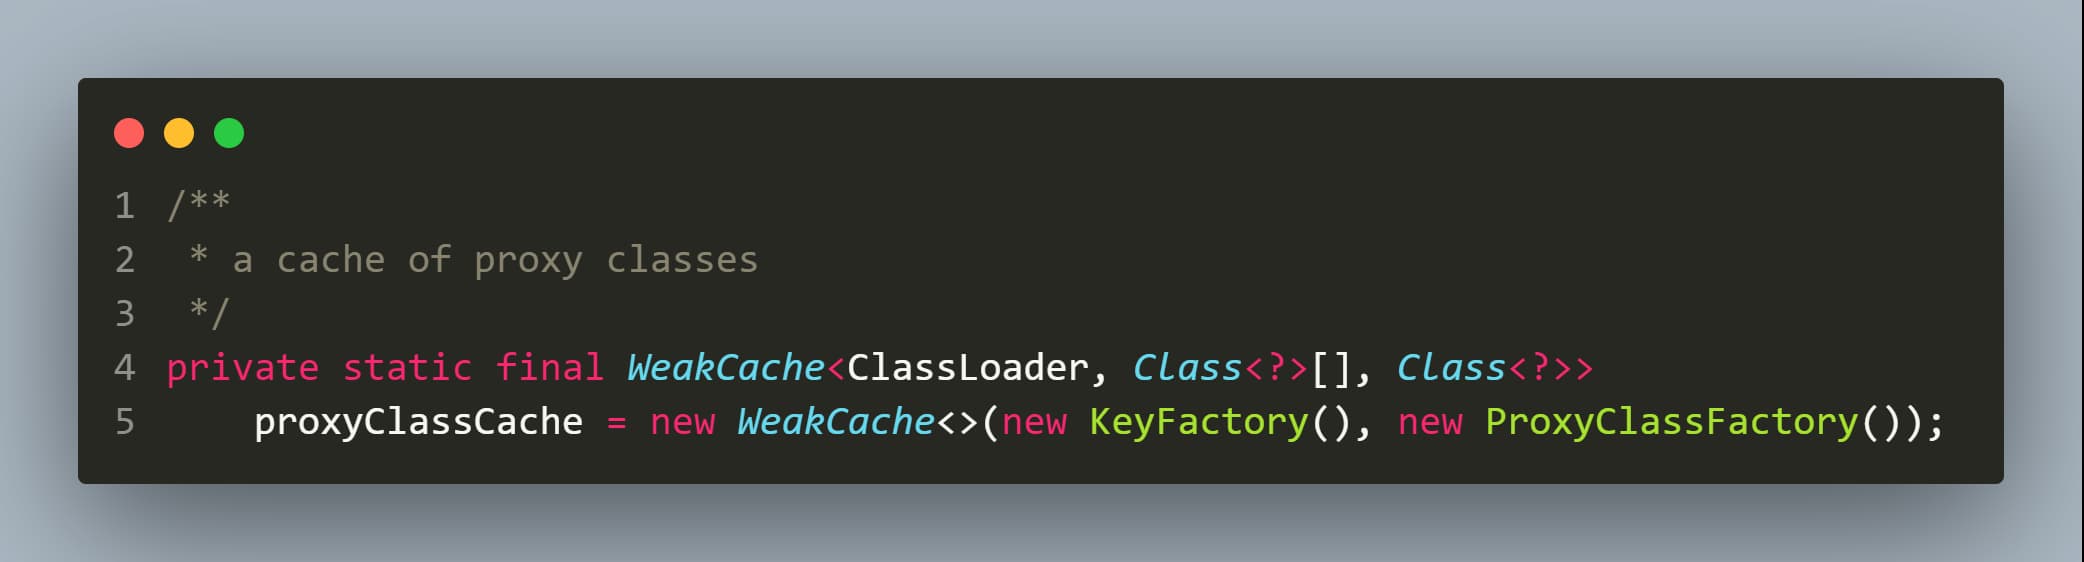 1 /**
2  * a cache of proxy classes
3  */
4 private static final WeakCache<ClassLoader, Class<?>[], Class<?>>
5     proxyClassCache = new WeakCache<>(new KeyFactory(), new ProxyClassFactory());